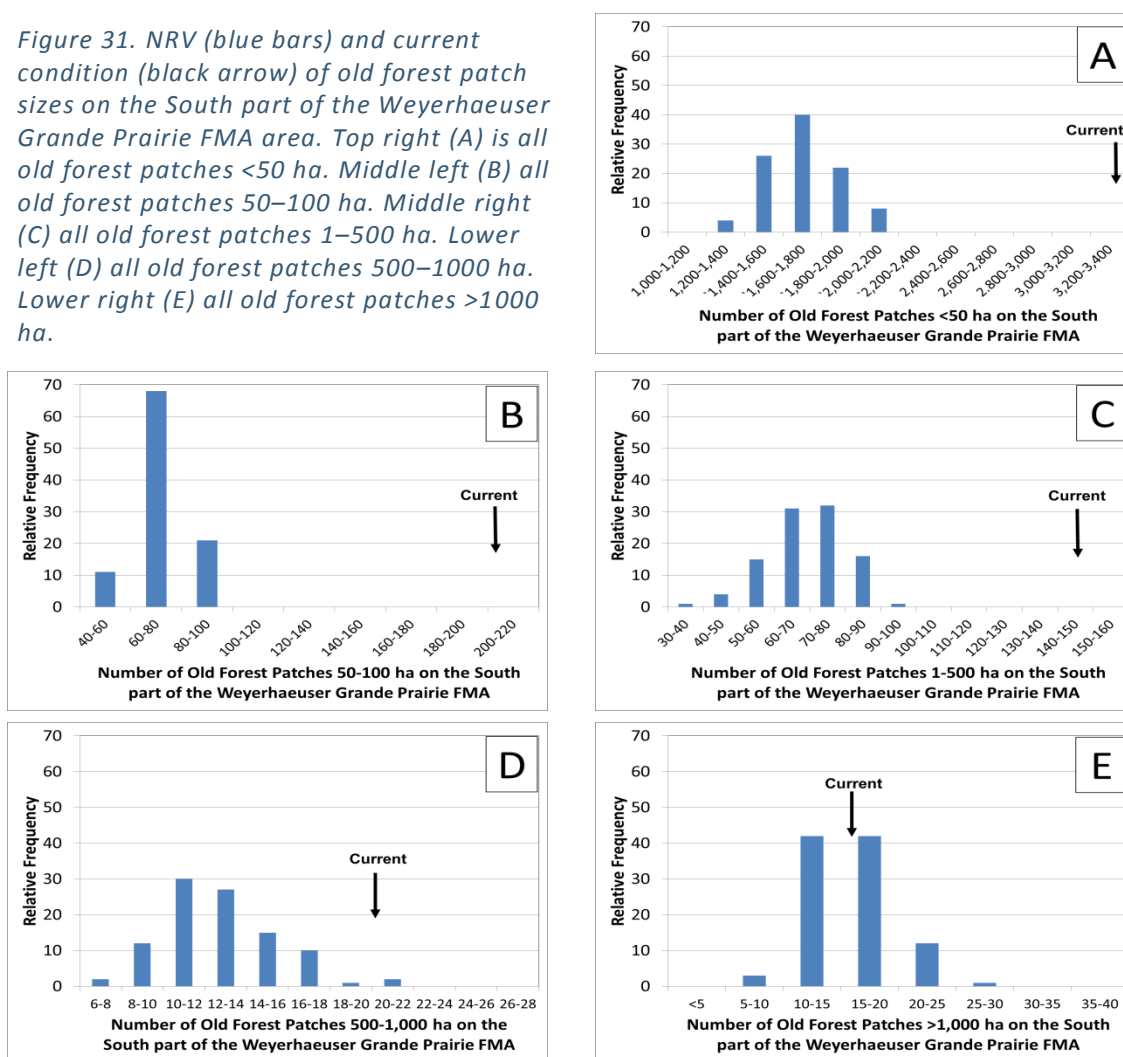 Figure 31. NRV (blue bars) and current
condition (black arrow) of old forest patch
sizes on the South part of the Weyerhaeuser
Grande Prairie FMA area. Top right (A) is all
old forest patches <50 ha. Middle left (B) all
old forest patches 50–100 ha. Middle right
(C) all old forest patches 1–500 ha. Lower
left (D) all old forest patches 500–1000 ha.
Lower right (E) all old forest patches >1000
ha.
A
Relative Frequency
70
60
50
40
30
20
10
0
Current
1,000-1,200
1,200-1,400
1,400-1,600
1,600-1,800
1,800-2,000
2,000-2,200
2,200-2,400
2,400-2,600
2,600-2,800
2,800-3,000
3,000-3,200
3,200-3,400
Number of Old Forest Patches <50 ha on the South
part of the Weyerhaeuser Grande Prairie FMA
B
Relative Frequency
70
60
50
40
30
20
10
0
Current
40-60
60-80
80-100
100-120
120-140
140-160
160-180
180-200
200-220
Number of Old Forest Patches 50-100 ha on the South
part of the Weyerhaeuser Grande Prairie FMA
C
Relative Frequency
70
60
50
40
30
20
10
0
Current
30-40
40-50
50-60
60-70
70-80
80-90
90-100
100-110
110-120
120-130
130-140
140-150
150-160
Number of Old Forest Patches 1-500 ha on the South
part of the Weyerhaeuser Grande Prairie FMA
D
Relative Frequency
70
60
50
40
30
20
10
0
Current
6-8 8-10 10-12 12-14 14-16 16-18 18-20 20-22 22-24 24-26 26-28
Number of Old Forest Patches 500-1,000 ha on the
South part of the Weyerhaeuser Grande Prairie FMA
E
Relative Frequency
70
60
50
40
30
20
10
0
Current
<5 5-10 10-15 15-20 20-25 25-30 30-35 35-40
Number of Old Forest Patches >1,000 ha on the South
part of the Weyerhaeuser Grande Prairie FMA